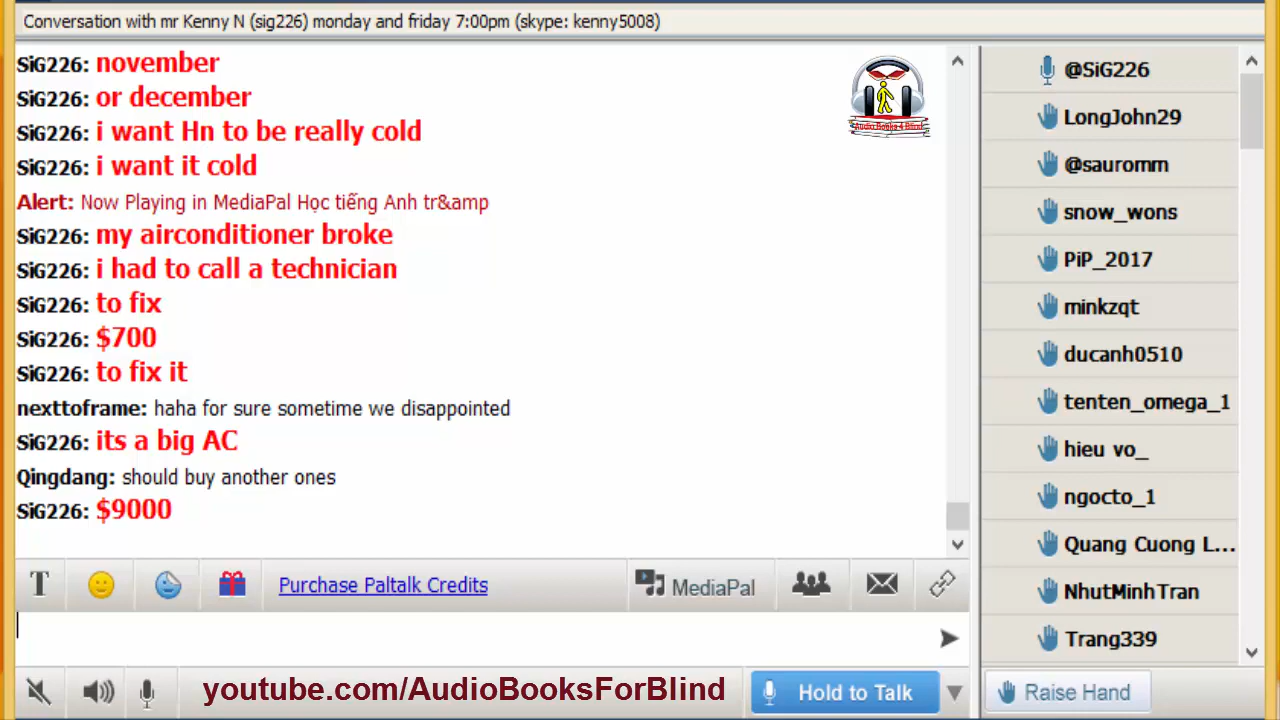 Conversation with mr Kenny N (sig226) monday and friday 7:00pm (skype: kenny5008)
SiG226: november
SiG226: or december
SiG226: i want Hn to be really cold
SiG226: i want it cold
Alert: Now Playing in MediaPal Học tiếng Anh tr&amp
SiG226: my airconditioner broke
SiG226: i had to call a technician
SiG226: to fix
SiG226: $700
SiG226: to fix it
nexttoframe: haha for sure sometime we disappointed
SiG226: its a big AC
Qingdang: should buy another ones
SiG226: $9000
Audio Books 4 Blind
@SiG226
LongJohn29
@sauromm
snow_wons
PiP_2017
minkzqt
ducanh0510
tenten_omega_1
hieu vo_
ngocto_1
Quang Cuong L...
NhutMinhTran
Trang339
T
Purchase Paltalk Credits
MediaPal
youtube.com/AudioBooksForBlind
Hold to Talk
Raise Hand